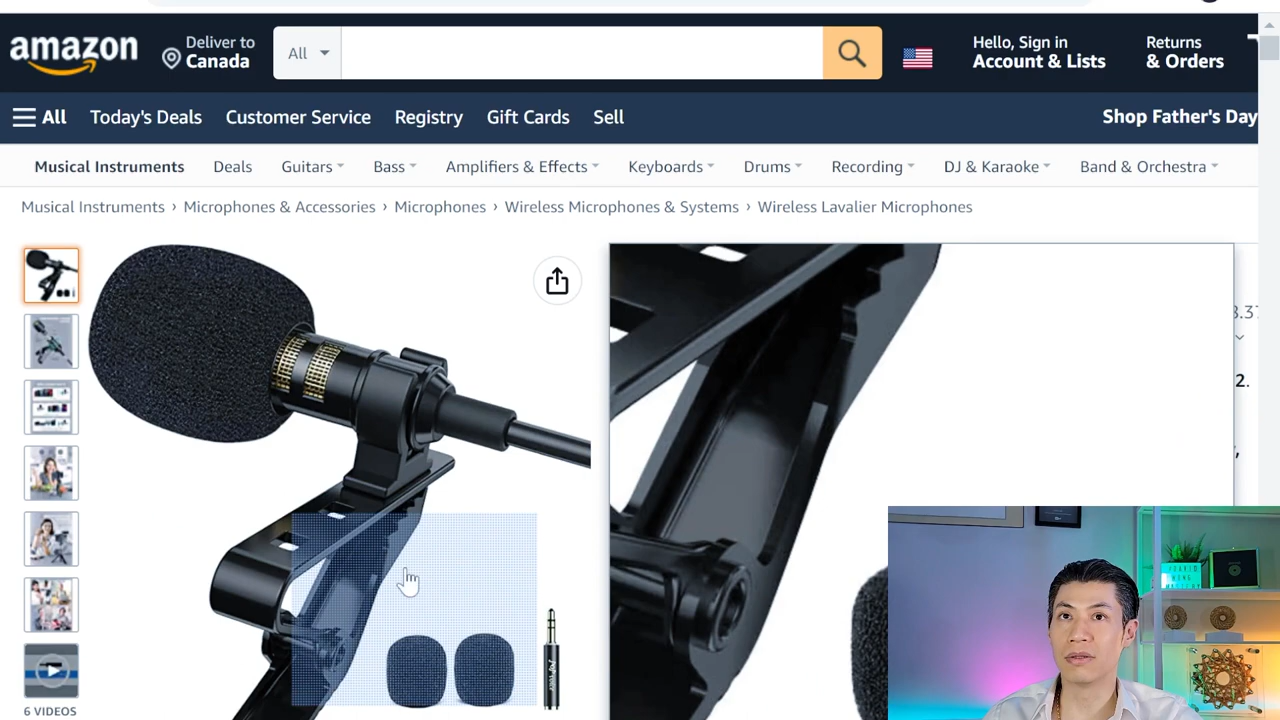 amazon
Deliver to
Canada
All
Hello, Sign in
Account & Lists
Returns
& Orders
All
Today's Deals
Customer Service
Registry
Gift Cards
Sell
Shop Father's Day
Musical Instruments
Deals
Guitars
Bass
Amplifiers & Effects
Keyboards
Drums
Recording
DJ & Karaoke
Band & Orchestra
Musical Instruments › Microphones & Accessories › Microphones › Wireless Microphones & Systems › Wireless Lavalier Microphones
2.
6 VIDEOS